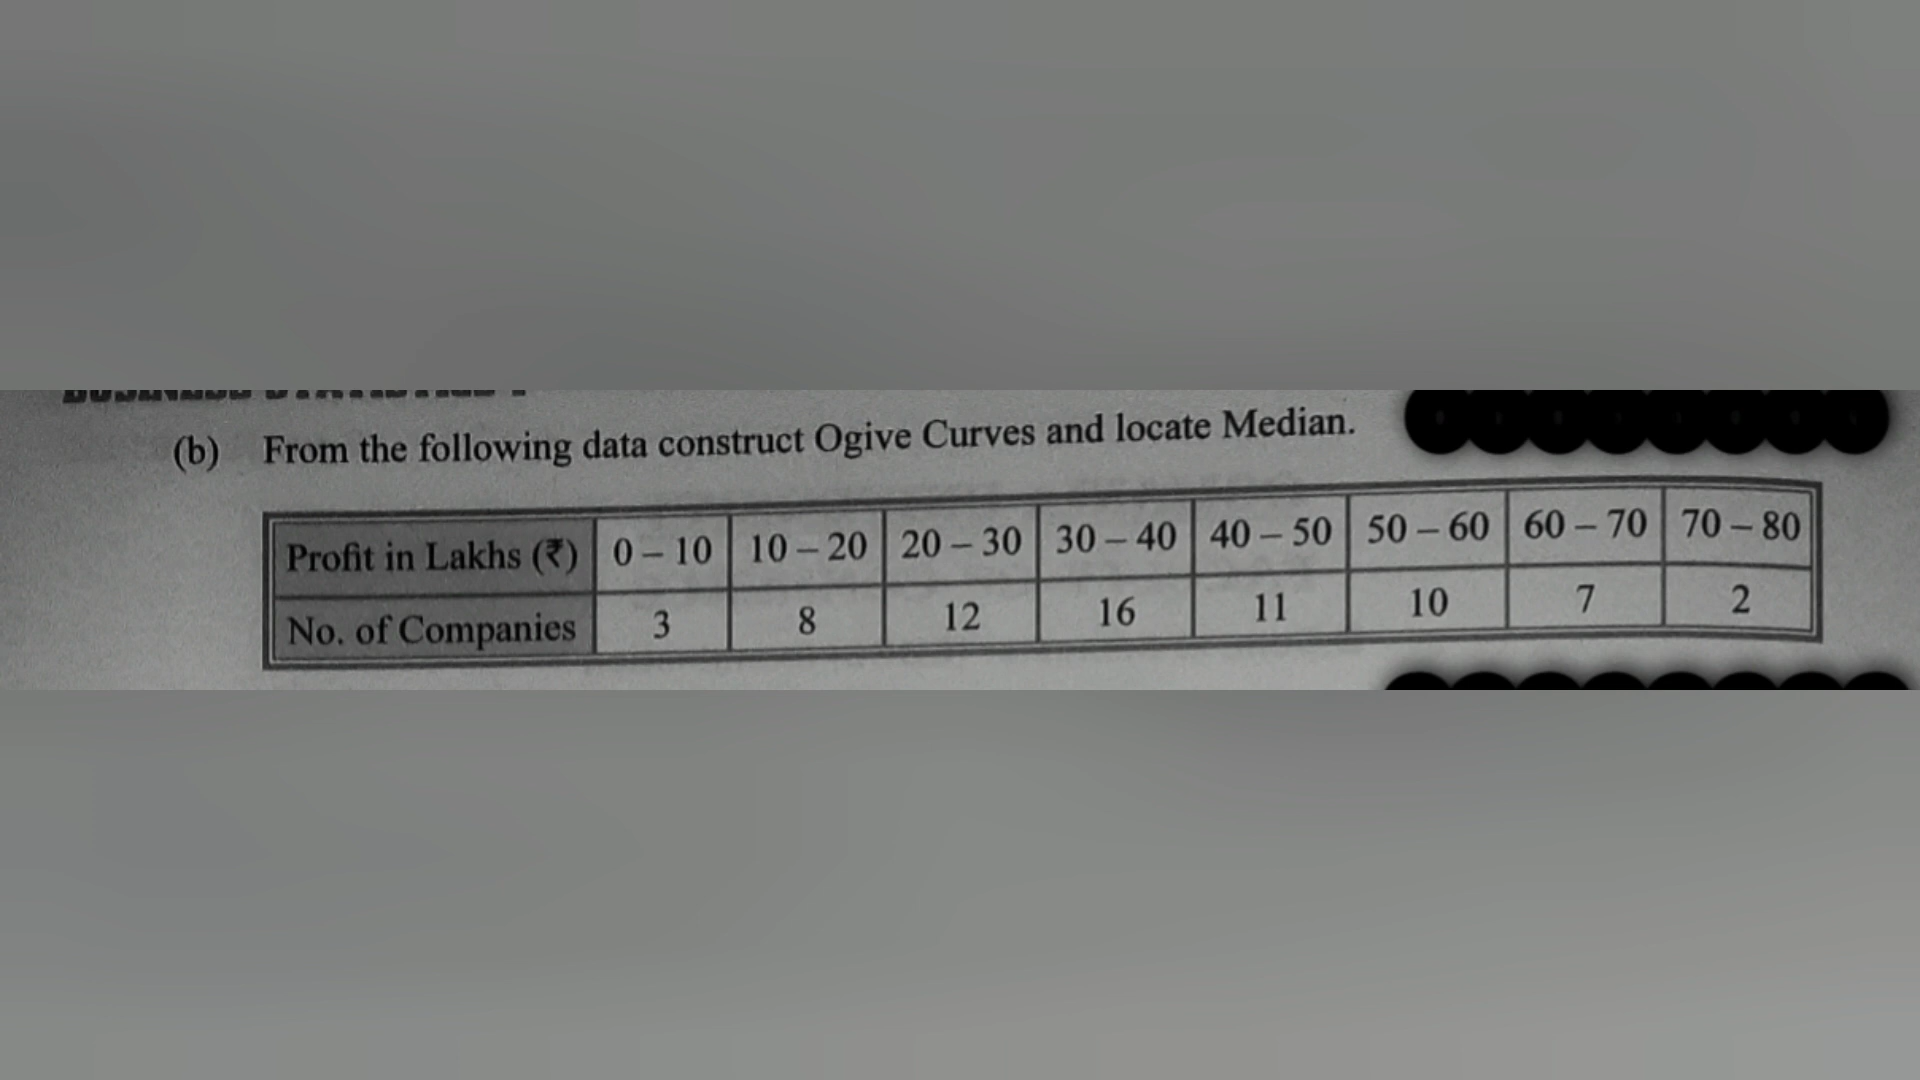 (b) From the following data construct Ogive Curves and locate Median.
Profit in Lakhs (₹) 0 – 10 10 – 20 20 – 30 30 – 40 40 – 50 50 – 60 60 – 70 70 – 80
No. of Companies 3 8 12 16 11 10 7 2